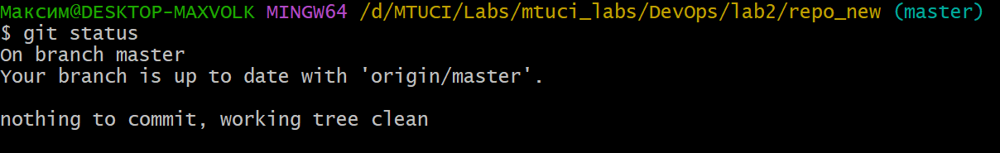 Максим@DESKTOP-MAXVOLK MINGW64 /d/MTUCI/Labs/mtuci_labs/DevOps/lab2/repo_new (master)
$ git status
On branch master
Your branch is up to date with 'origin/master'.
nothing to commit, working tree clean